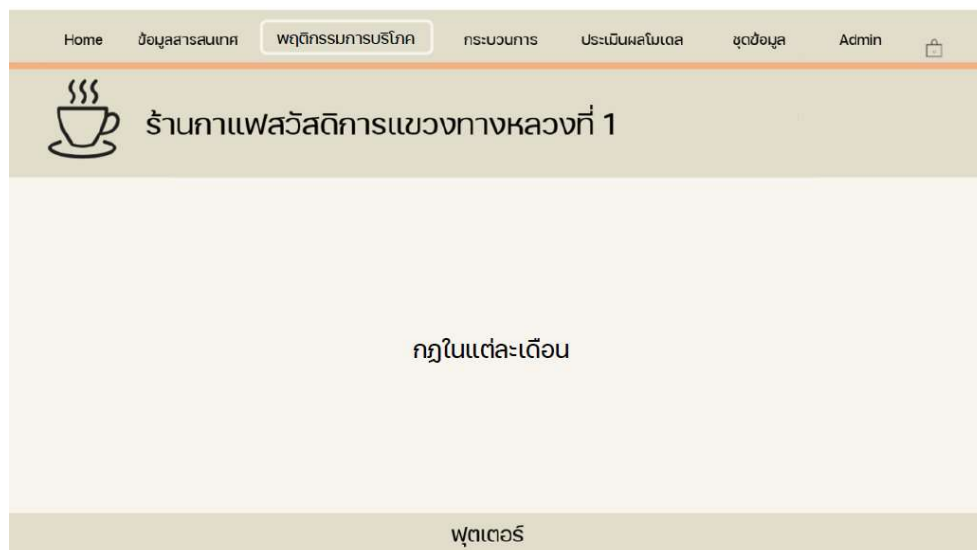 Home ข้อมูลสารสนเทศ พฤติกรรมการบริโภค กระบวนการ ประเมินผลโมเดล ชุดข้อมูล Admin
ร้านกาแฟสวัสดิการแขวงทางหลวงที่ 1
กฎในแต่ละเดือน
ฟุตเตอร์